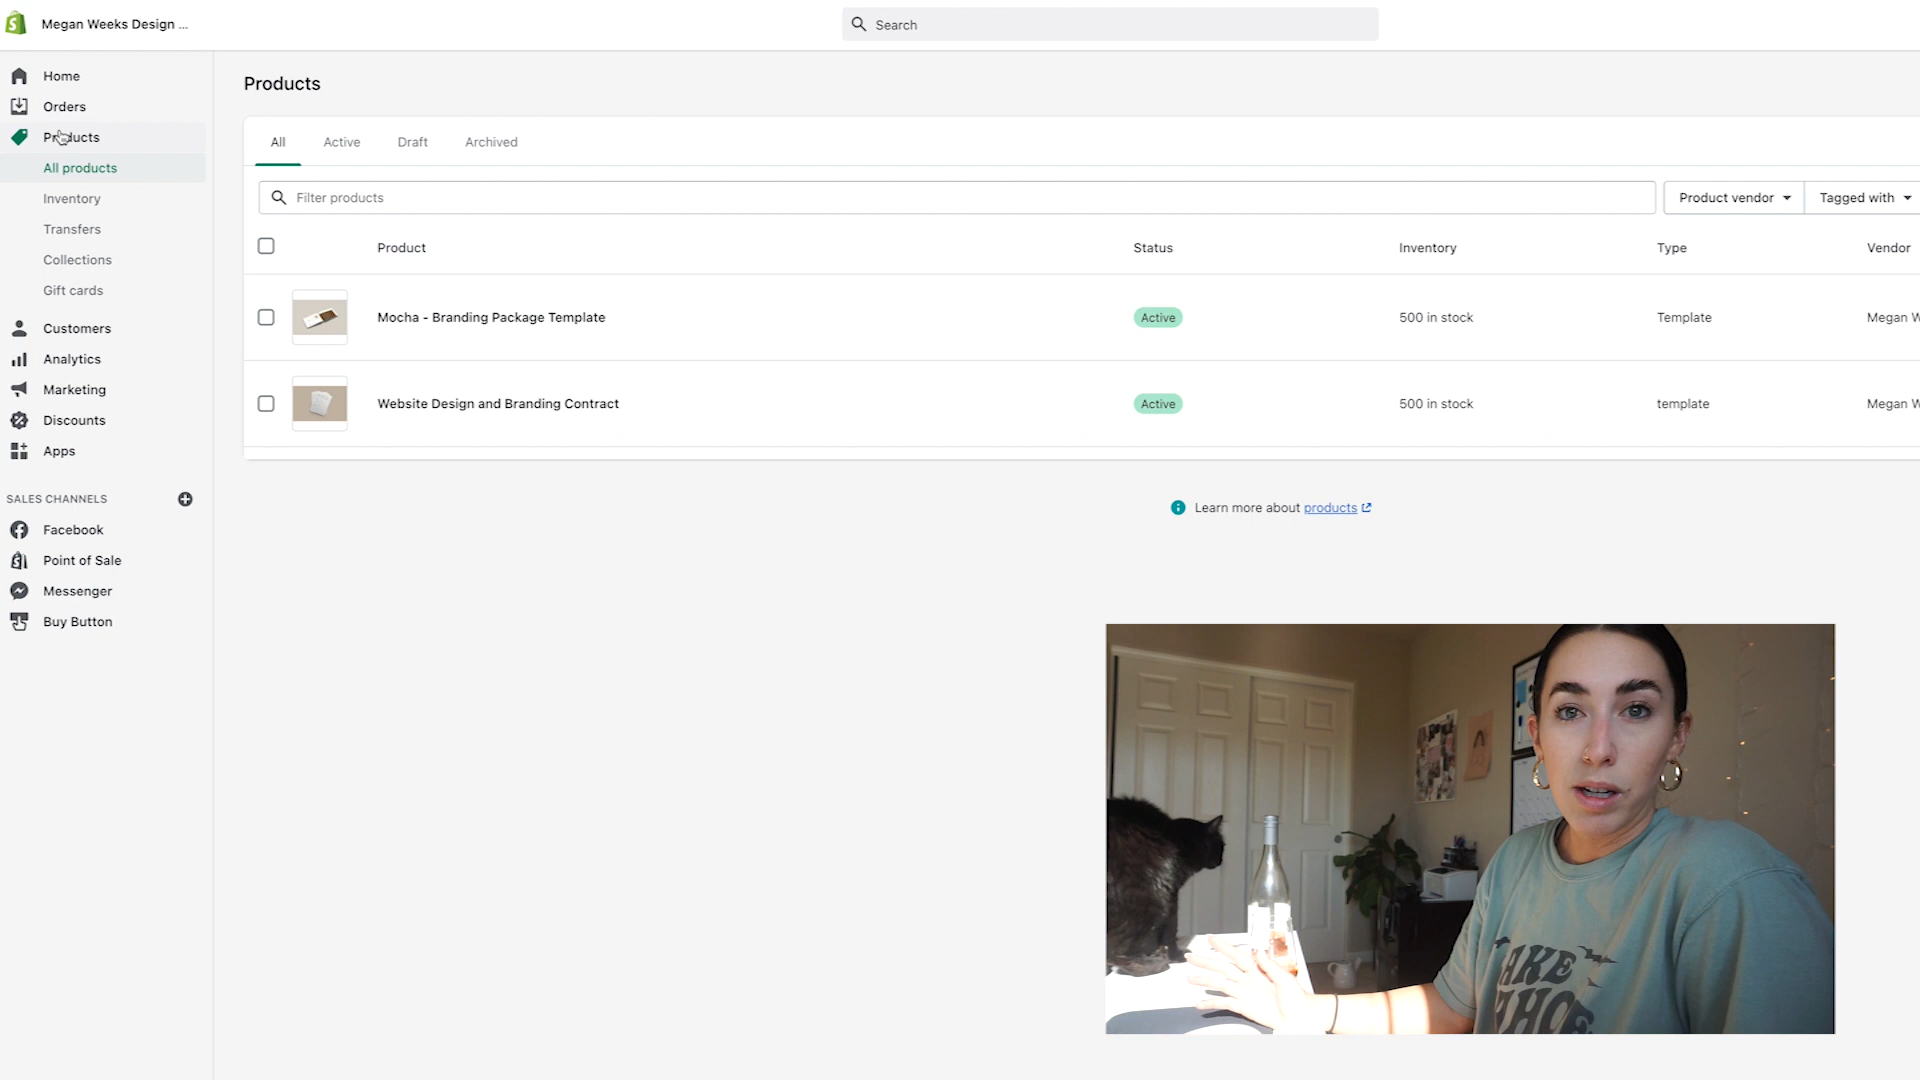 Megan Weeks Design ...
Search
Home
Orders
Products
All products
Inventory
Transfers
Collections
Gift cards
Customers
Analytics
Marketing
Discounts
Apps
SALES CHANNELS
Facebook
Point of Sale
Messenger
Buy Button
Products
All Active Draft Archived
Filter products Product vendor Tagged with
Product Status Inventory Type Vendor
Mocha - Branding Package Template Active 500 in stock Template Megan W
Website Design and Branding Contract Active 500 in stock template Megan W
Learn more about products